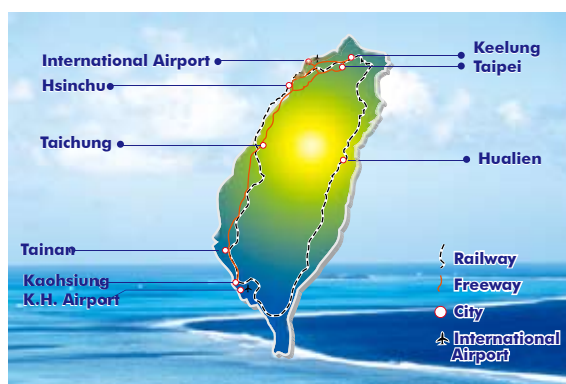 International Airport
Keelung
Taipei
Hsinchu
Taichung
Hualien
Tainan
Kaohsiung
K.H. Airport
Railway
Freeway
City
International
Airport